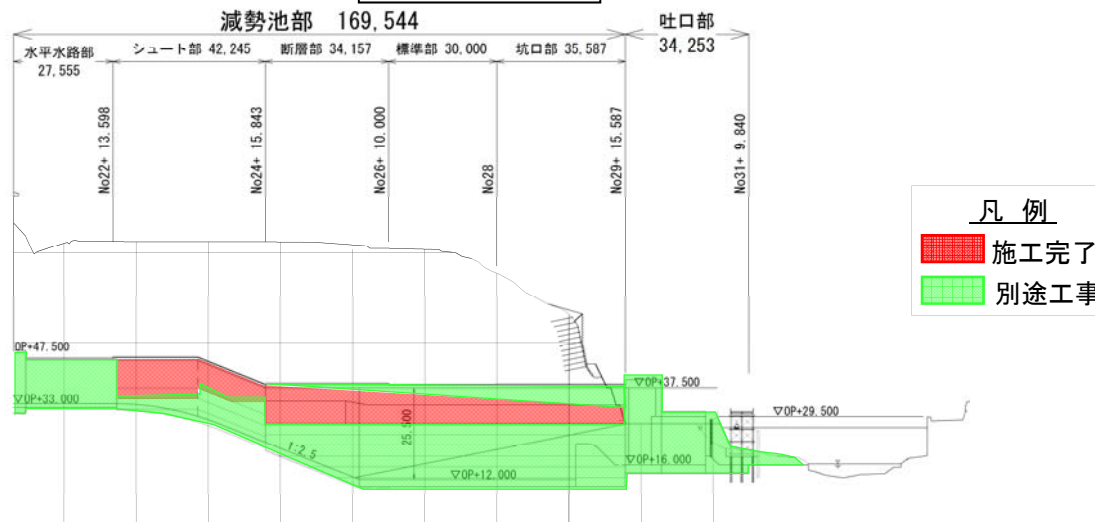 減勢池部 169,544
吐口部
34,253
水平水路部
27,555
シュート部 42,245
断層部 34,157
標準部 30,000
坑口部 35,587
No22+ 13.598
No24+ 15.843
No26+ 10.000
No28
No29+ 15.587
No31+ 9.840
凡 例
施工完了
別途工事
OP+47.500
▽OP+33.000
▽OP+37.500
▽OP+29.500
25.500
1:2.5
▽OP+12.000
▽OP+16.000